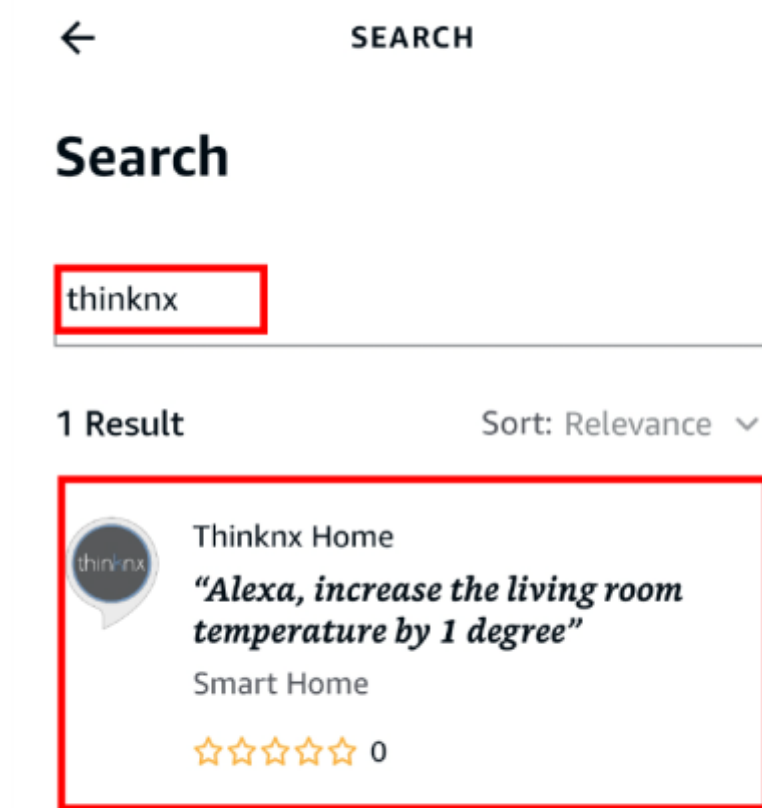 SEARCH
Search
thinknx
1 Result
Sort: Relevance
Thinknx Home
thinknx
“Alexa, increase the living room
temperature by 1 degree”
Smart Home
0